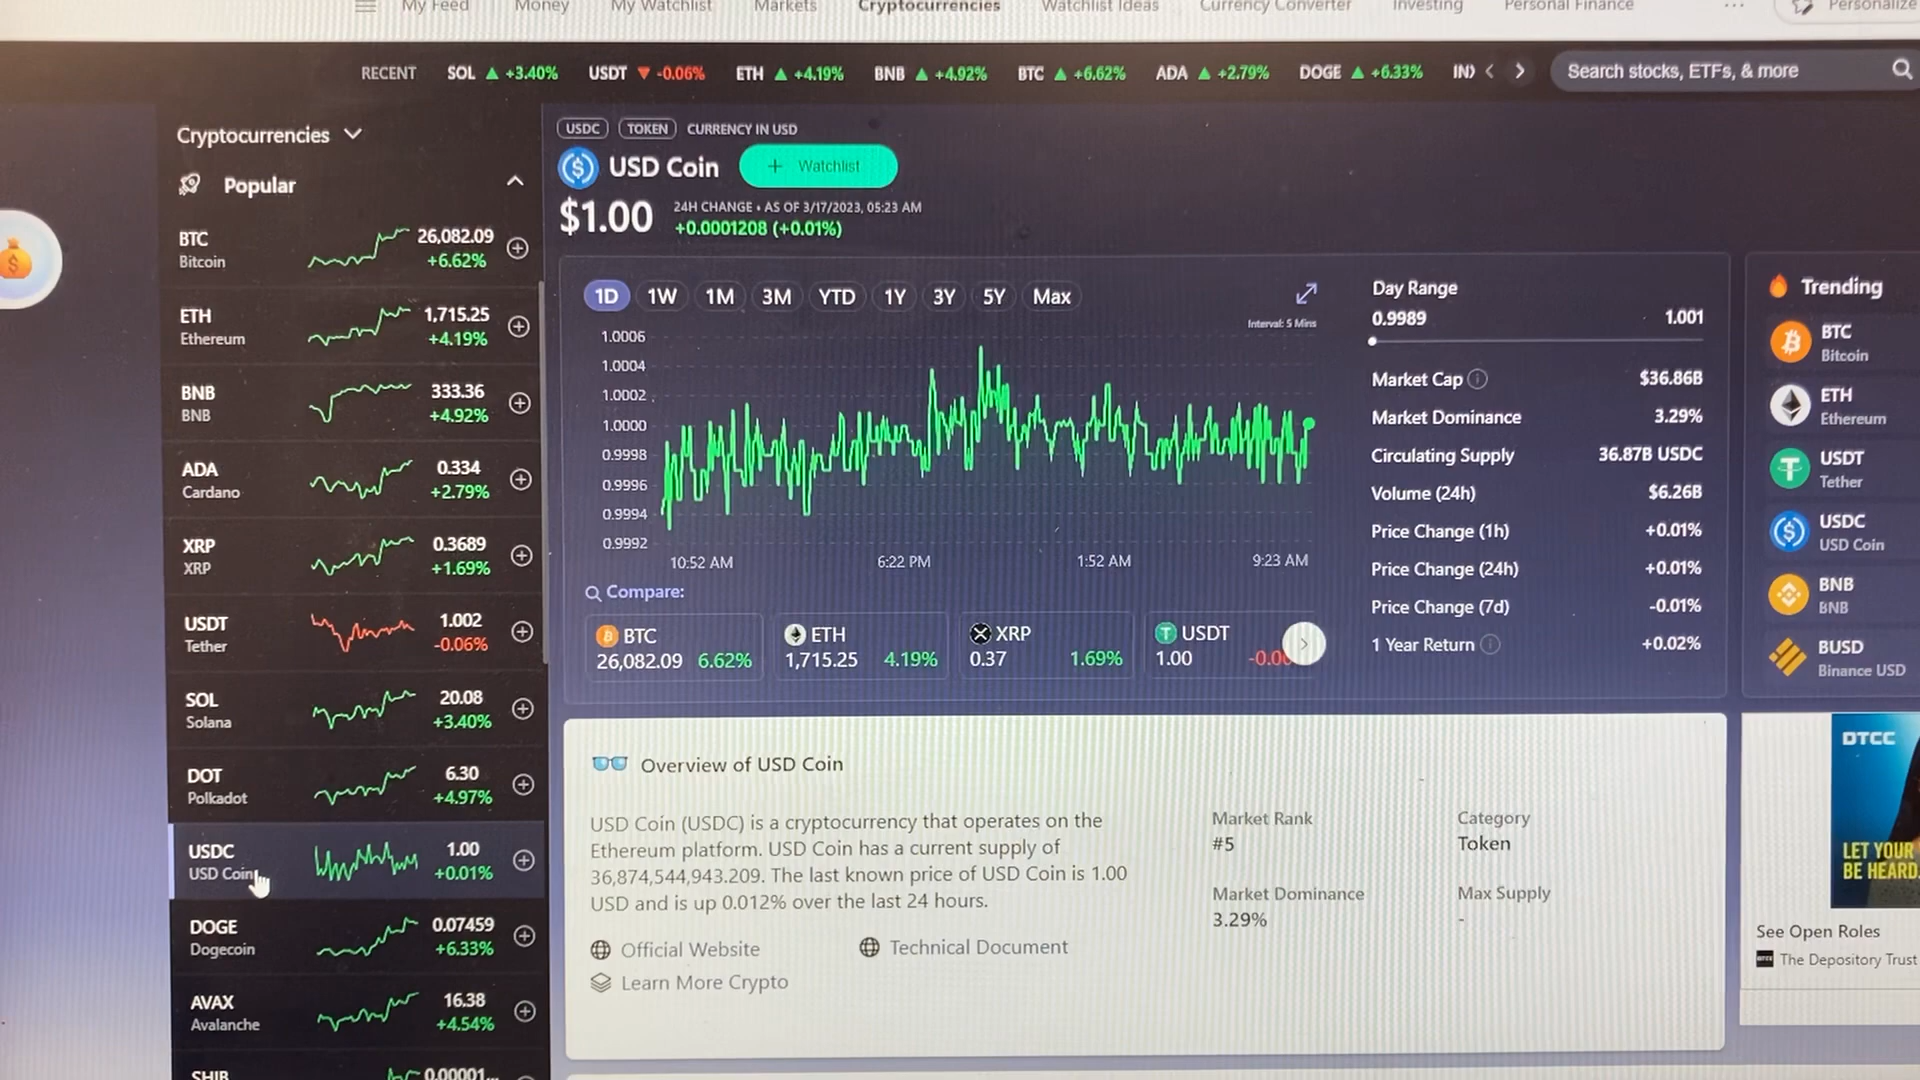 My Feed Money My Watchlist Markets Cryptocurrencies Watchlist Ideas Currency Converter Investing Personal Finance ... Personalize
RECENT SOL ▲ +3.40% USDT ▼ -0.06% ETH ▲ +4.19% BNB ▲ +4.92% BTC ▲ +6.62% ADA ▲ +2.79% DOGE ▲ +6.33% Search stocks, ETFs, & more
Cryptocurrencies
Popular
BTC 26,082.09
Bitcoin +6.62%
ETH 1,715.25
Ethereum +4.19%
BNB 333.36
BNB +4.92%
ADA 0.334
Cardano +2.79%
XRP 0.3689
XRP +1.69%
USDT 1.002
Tether -0.06%
SOL 20.08
Solana +3.40%
DOT 6.30
Polkadot +4.97%
USDC 1.00
USD Coin +0.01%
DOGE 0.07459
Dogecoin +6.33%
AVAX 16.38
Avalanche +4.54%
SHIB 0.00001...
USDC TOKEN CURRENCY IN USD
USD Coin + Watchlist
$1.00 24H CHANGE • AS OF 3/17/2023, 05:23 AM
+0.0001208 (+0.01%)
1D 1W 1M 3M YTD 1Y 3Y 5Y Max
Interval: 5 Mins
1.0006
1.0004
1.0002
1.0000
0.9998
0.9996
0.9994
0.9992
10:52 AM 6:22 PM 1:52 AM 9:23 AM
Compare:
BTC
26,082.09 6.62%
ETH
1,715.25 4.19%
XRP
0.37 1.69%
USDT
1.00
Day Range
0.9989 1.001
Market Cap $36.86B
Market Dominance 3.29%
Circulating Supply 36.87B USDC
Volume (24h) $6.26B
Price Change (1h) +0.01%
Price Change (24h) +0.01%
Price Change (7d) -0.01%
1 Year Return +0.02%
Trending
BTC
Bitcoin
ETH
Ethereum
USDT
Tether
USDC
USD Coin
BNB
BNB
BUSD
Binance USD
Overview of USD Coin
USD Coin (USDC) is a cryptocurrency that operates on the
Ethereum platform. USD Coin has a current supply of
36,874,544,943.209. The last known price of USD Coin is 1.00
USD and is up 0.012% over the last 24 hours.
Official Website Technical Document
Learn More Crypto
Market Rank
#5
Category
Token
Market Dominance
3.29%
Max Supply
-
DTCC
LET YOUR
BE HEARD.
See Open Roles
The Depository Trust